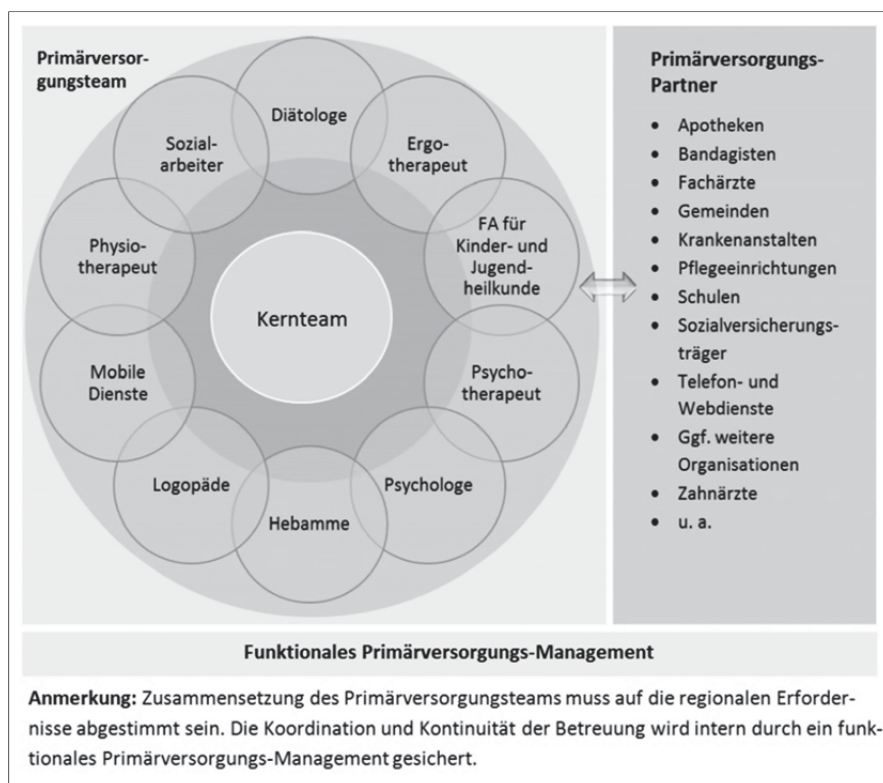 Primärversor-
gungsteam
Diätologe
Sozial-
arbeiter
Ergo-
therapeut
Physio-
therapeut
FA für
Kinder- und
Jugend-
heilkunde
Kernteam
Mobile
Dienste
Psycho-
therapeut
Logopäde
Psychologe
Hebamme
Primärversorgungs-
Partner
• Apotheken
• Bandagisten
• Fachärzte
• Gemeinden
• Krankenanstalten
• Pflegeeinrichtungen
• Schulen
• Sozialversicherungs-
träger
• Telefon- und
Webdienste
• Ggf. weitere
Organisationen
• Zahnärzte
• u. a.
Funktionales Primärversorgungs-Management
Anmerkung: Zusammensetzung des Primärversorgungsteams muss auf die regionalen Erforder-
nisse abgestimmt sein. Die Koordination und Kontinuität der Betreuung wird intern durch ein funk-
tionales Primärversorgungs-Management gesichert.